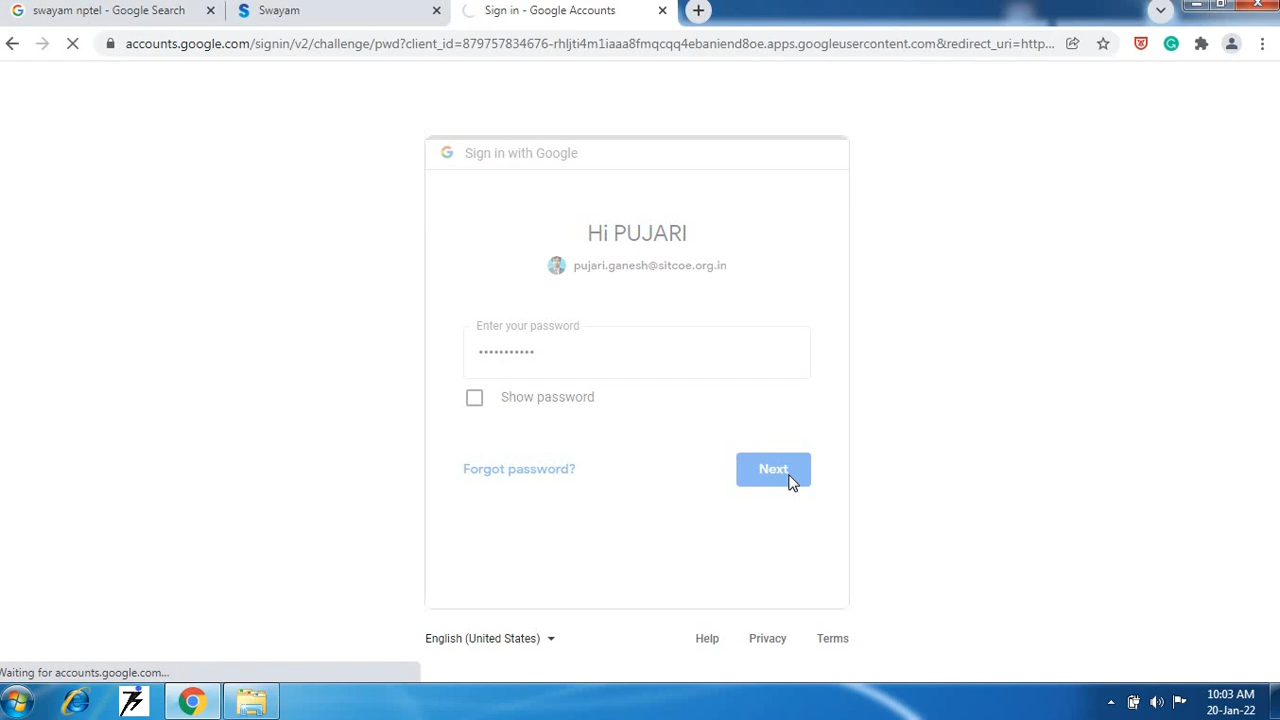 swayam nptel - Google Search
Swayam
Sign in - Google Accounts
accounts.google.com/signin/v2/challenge/pwd?client_id=879757834676-rhljti4m1iaaa8fmqcqq4ebaniend8oe.apps.googleusercontent.com&redirect_uri=http...
Sign in with Google
Hi PUJARI
pujari.ganesh@sitcoe.org.in
Enter your password
•••••••••••
Show password
Forgot password?
Next
English (United States)
Help
Privacy
Terms
Waiting for accounts.google.com...
10:03 AM
20-Jan-22